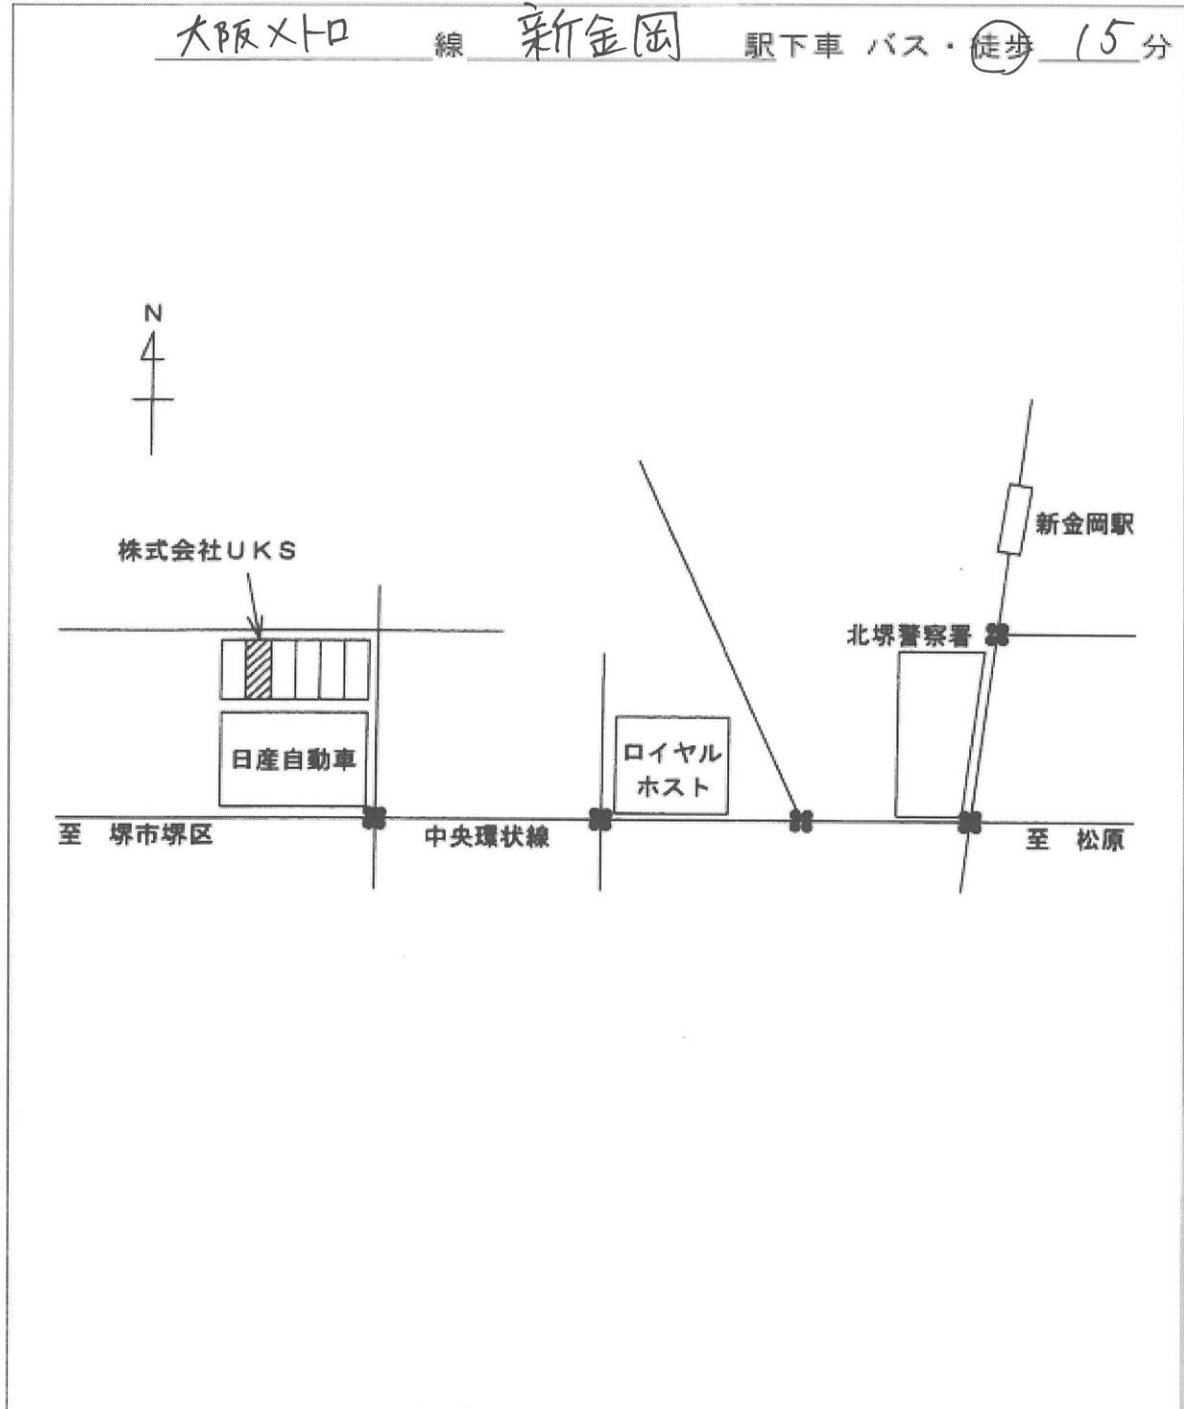 大阪メトロ 線 新金岡 駅下車 バス・徒歩 15 分
N
新金岡駅
株式会社UKS
北堺警察署
日産自動車
ロイヤル
ホスト
至 堺市堺区
中央環状線
至 松原